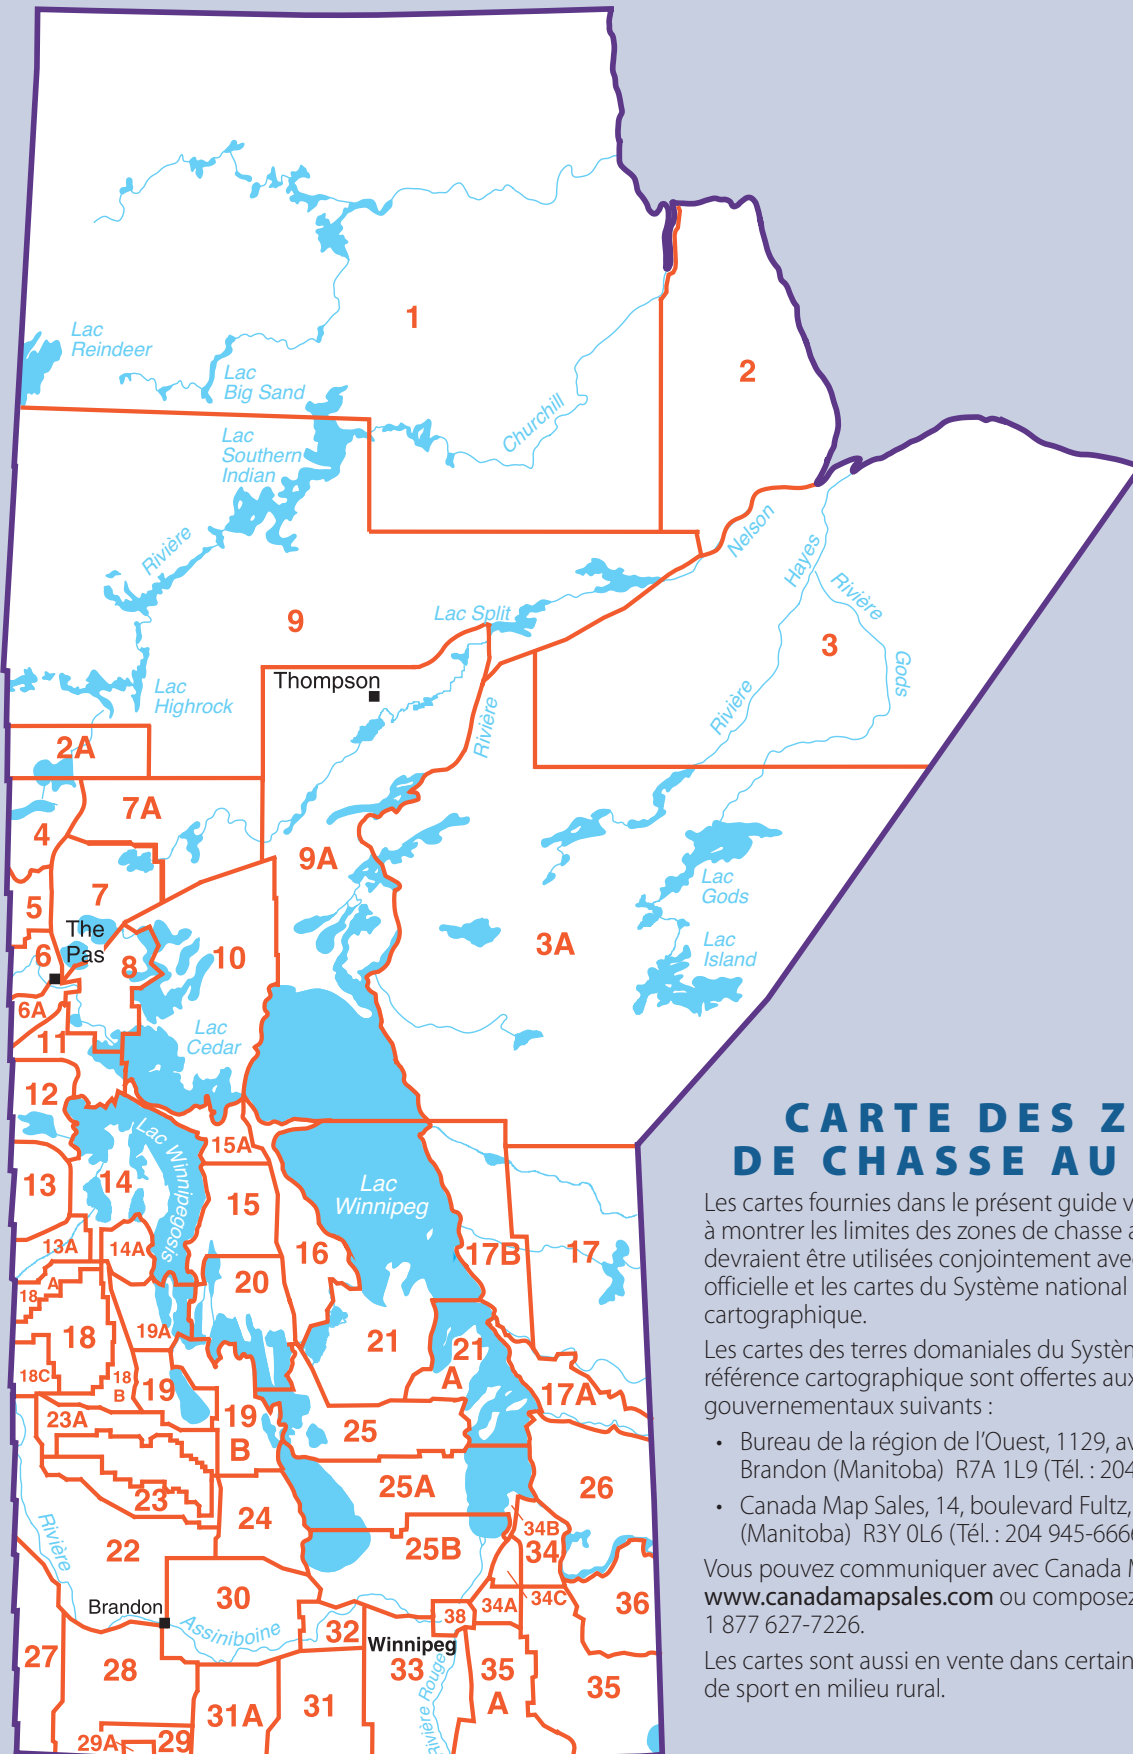 1
2
Lac
Reindeer
Lac
Big Sand
Lac
Southern
Indian
Churchill
Rivière
Nelson
Hayes
Rivière
Gods
3
Rivière
9
Lac Split
Thompson
Lac
Highrock
Rivière
2A
7A
4
9A
7
5
The
Pas
6
8
10
3A
Lac
Gods
Lac
Island
6A
11
Lac
Cedar
12
15A
Lac Winnipegosis
13
14
15
Lac
Winnipeg
16
17B
17
13A
14A
18
A
20
18
19A
21
21
A
18C
18
B
19
17A
23A
19
B
25
25A
26
23
24
34B
34
22
25B
Rivière
30
34A
34C
36
Brandon
Assiniboine
32
Winnipeg
38
27
28
33
35
A
35
31A
31
Rivière Rouge
29A
29
CARTE DES Z
DE CHASSE AU
Les cartes fournies dans le présent guide v
à montrer les limites des zones de chasse a
devraient être utilisées conjointement avec
officielle et les cartes du Système national
cartographique.
Les cartes des terres domaniales du Systèm
référence cartographique sont offertes aux
gouvernementaux suivants :
• Bureau de la région de l’Ouest, 1129, av
Brandon (Manitoba) R7A 1L9 (Tél. : 204
• Canada Map Sales, 14, boulevard Fultz,
(Manitoba) R3Y 0L6 (Tél. : 204 945-6666
Vous pouvez communiquer avec Canada M
www.canadamapsales.com ou composez
1 877 627-7226.
Les cartes sont aussi en vente dans certain
de sport en milieu rural.